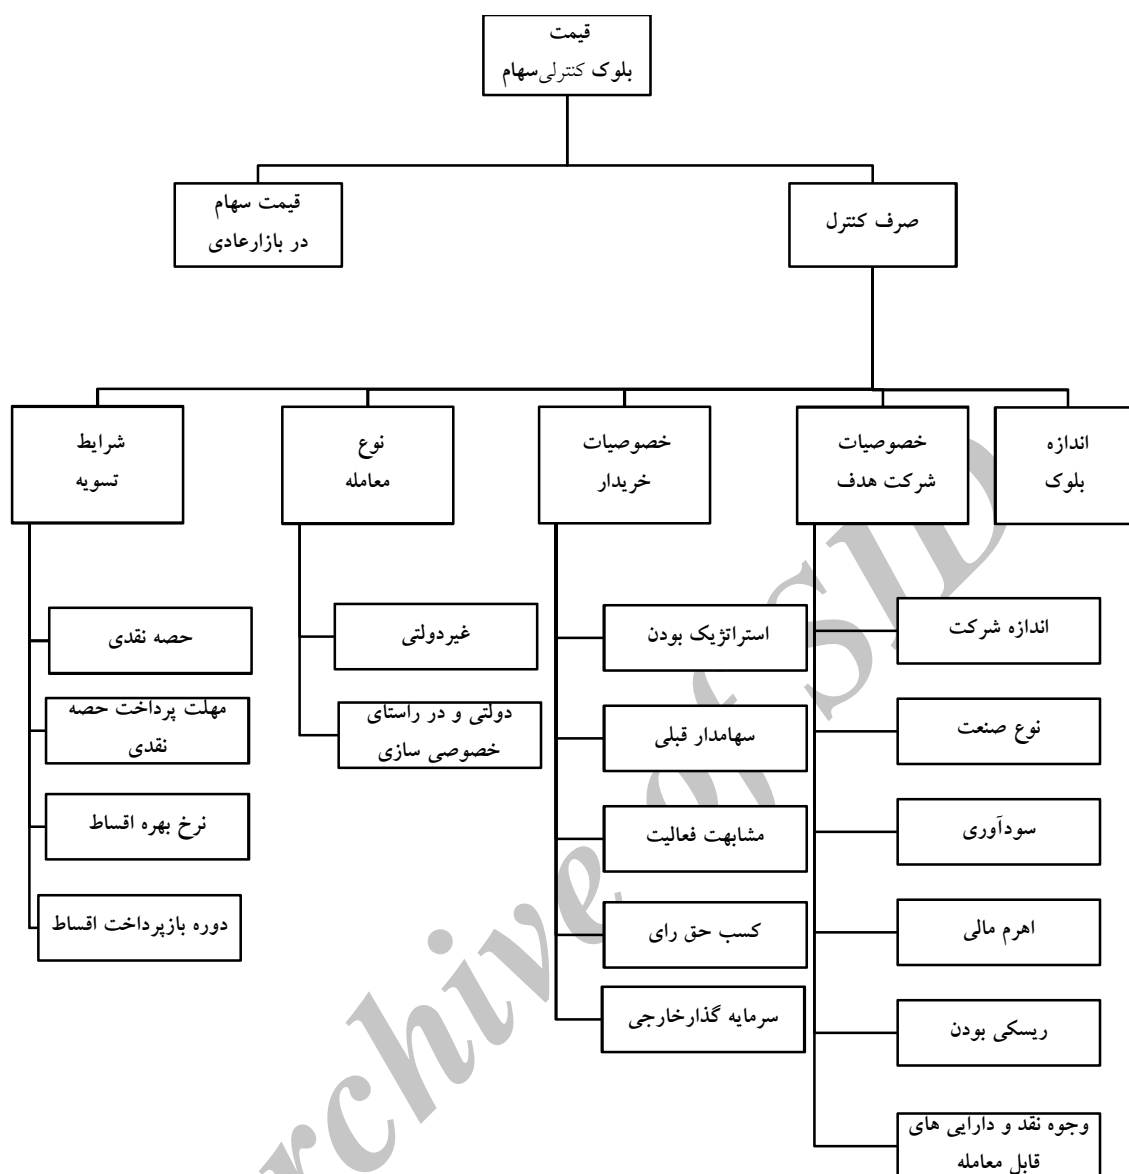 قیمت
بلوک کنترلی‌سهام
صرف کنترل
قیمت سهام
در بازارعادی
اندازه
بلوک
خصوصیات
شرکت هدف
خصوصیات
خریدار
نوع
معامله
شرایط
تسویه
اندازه شرکت
نوع صنعت
سودآوری
اهرم مالی
ریسکی بودن
وجوه نقد و دارایی های
قابل معامله
استراتژیک بودن
سهامدار قبلی
مشابهت فعالیت
کسب حق رای
سرمایه گذارخارجی
غیردولتی
دولتی و در راستای
خصوصی سازی
حصه نقدی
مهلت پرداخت حصه
نقدی
نرخ بهره اقساط
دوره بازپرداخت اقساط
Archive of SID